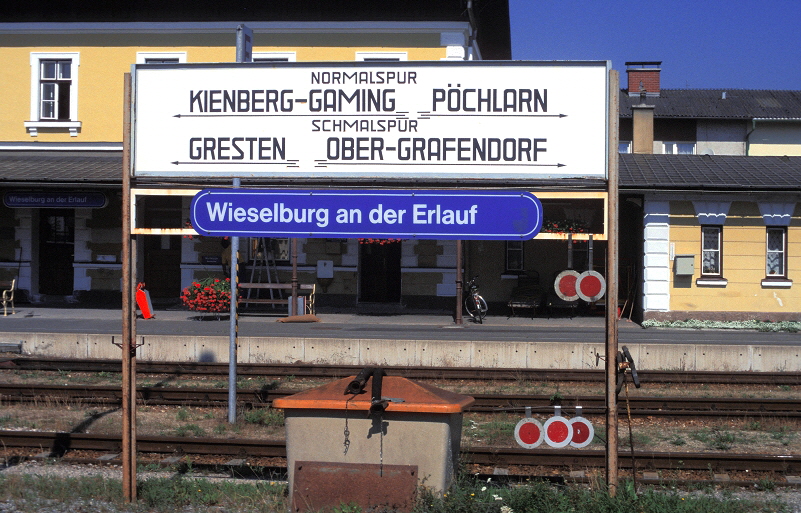 NORMALSPUR
KIENBERG-GAMING PÖCHLARN
SCHMALSPUR
GRESTEN OBER-GRAFENDORF
Wieselburg an der Erlauf
Wieselburg an der Erlauf